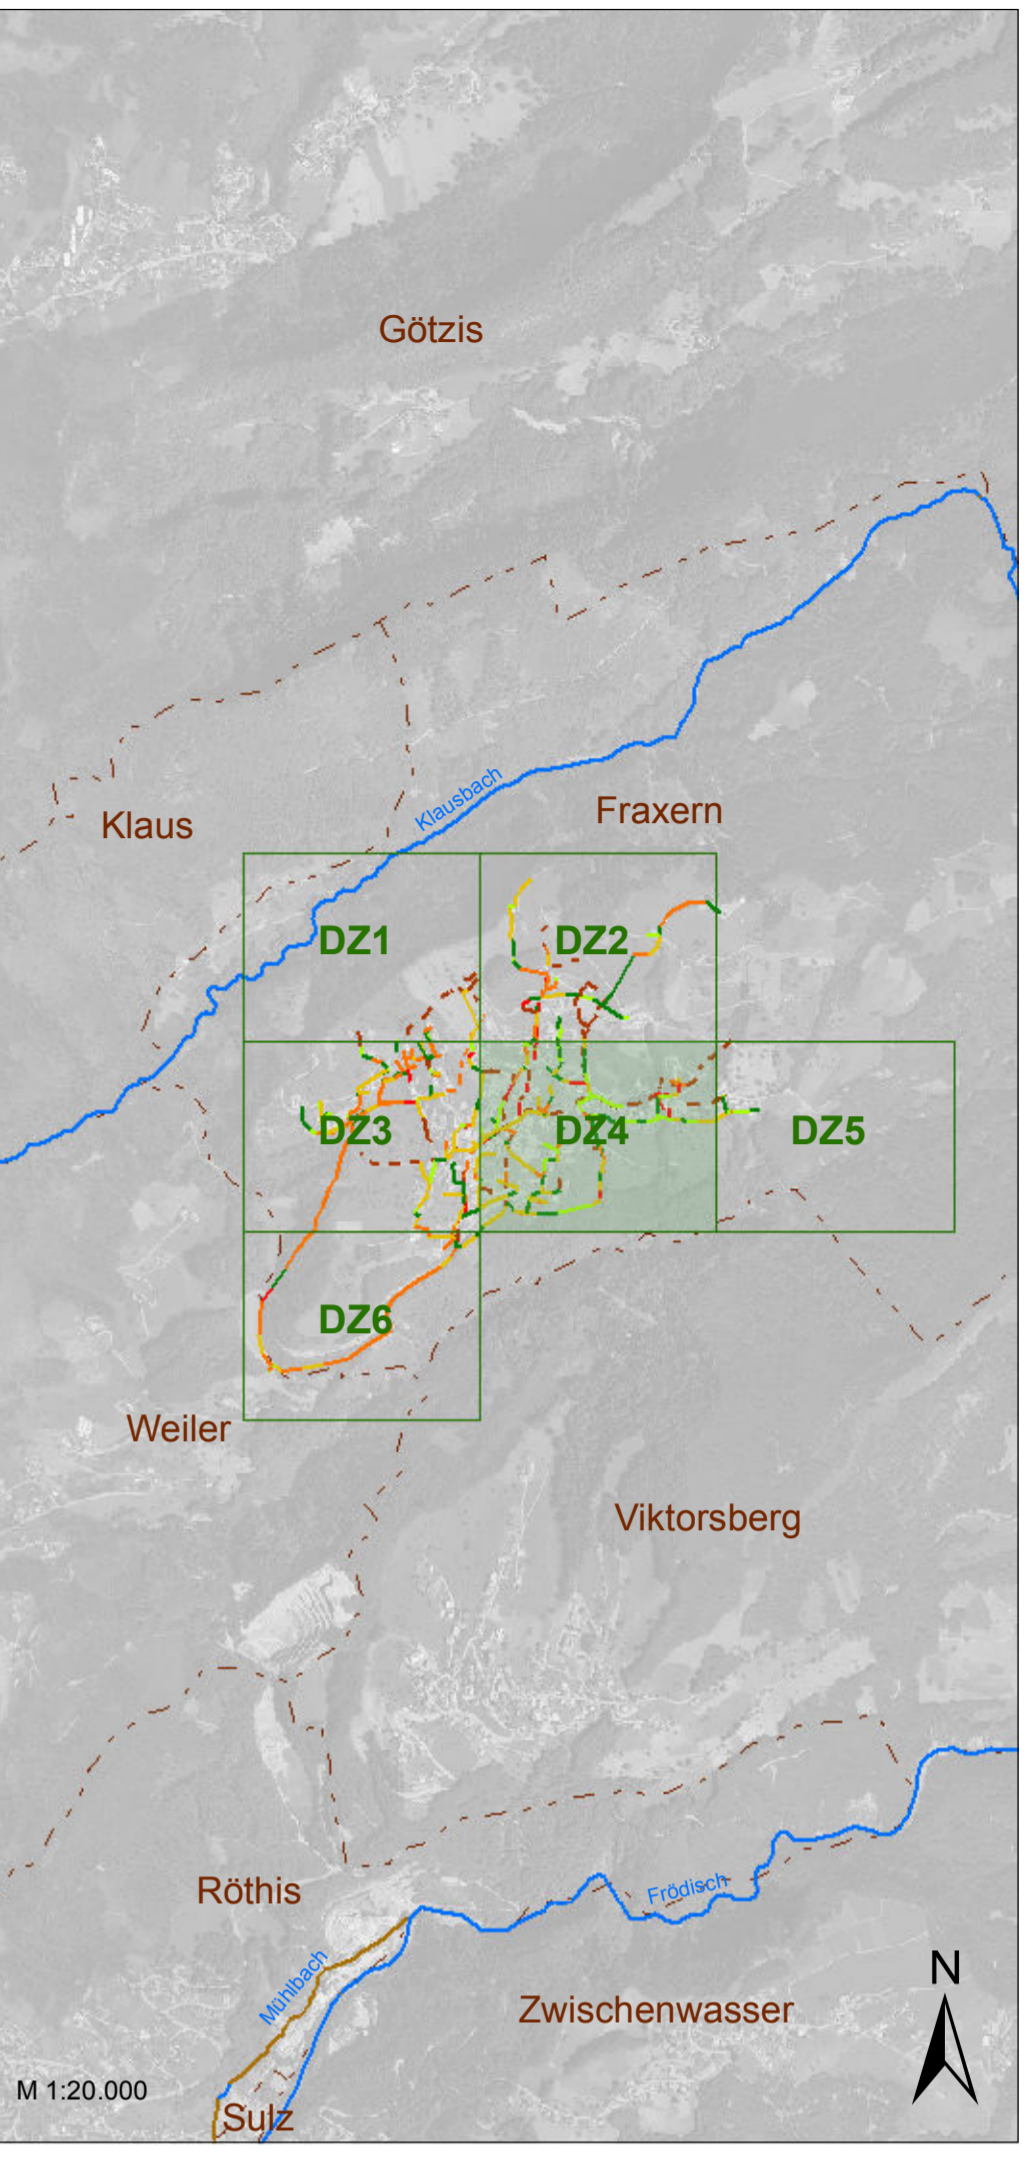 Götzis
Klausbach
Fraxern
Klaus
DZ1
DZ2
DZ3
DZ4
DZ5
DZ6
Weiler
Viktorsberg
Röthis
Frödisch
Mühlbach
N
Zwischenwasser
M 1:20.000
Sulz